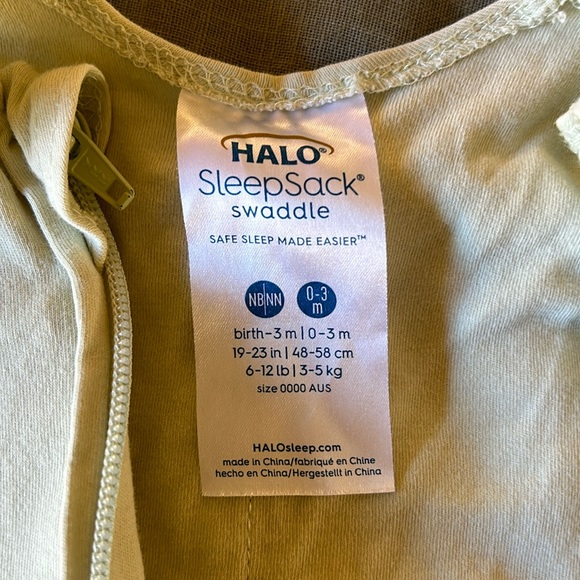 HALO®
SleepSack®
swaddle
SAFE SLEEP MADE EASIER™
NB|NN 0-3 m
birth-3 m | 0-3 m
19-23 in | 48-58 cm
6-12 lb | 3-5 kg
size 0000 AUS
HALOsleep.com
made in China/fabriqué en Chine
hecho en China/Hergestellt in China